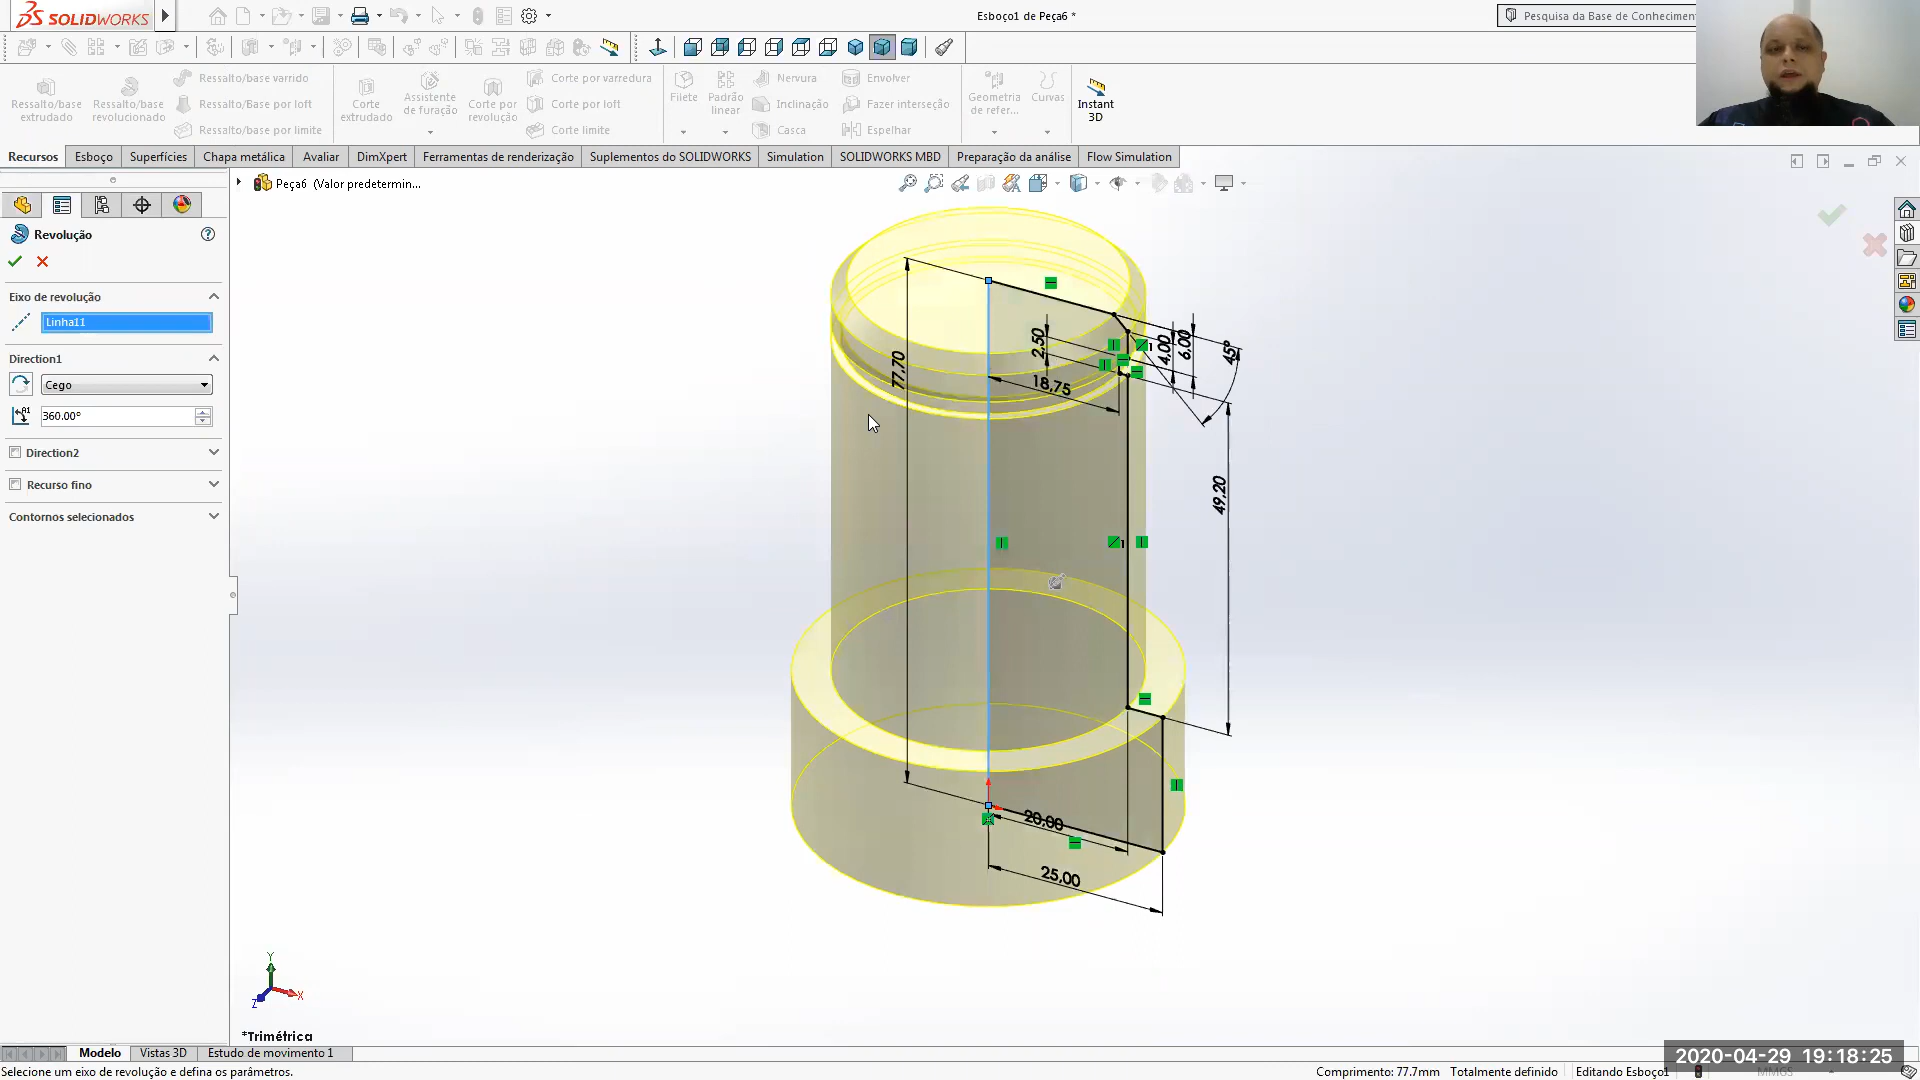 SOLIDWORKS
Esboço1 de Peça6 *
Pesquisa da Base de Conhecimen
Ressalto/base extrudado
Ressalto/base revolucionado
Ressalto/base varrido
Ressalto/Base por loft
Ressalto/base por limite
Corte extrudado
Assistente de furação
Corte por revolução
Corte por varredura
Corte por loft
Corte limite
Filete
Padrão linear
Nervura
Inclinação
Casca
Envolver
Fazer interseção
Espelhar
Geometria de refer...
Curvas
Instant 3D
Recursos
Esboço
Superfícies
Chapa metálica
Avaliar
DimXpert
Ferramentas de renderização
Suplementos do SOLIDWORKS
Simulation
SOLIDWORKS MBD
Preparação da análise
Flow Simulation
Peça6 (Valor predetermin...
Revolução
Eixo de revolução
Linha11
Direction1
Cego
360.00°
Direction2
Recurso fino
Contornos selecionados
77,70
2,50
18,75
4,00
6,00
45°
49,20
20,00
25,00
Y
X
Z
*Trimétrica
Modelo
Vistas 3D
Estudo de movimento 1
2020-04-29 19:18:25
Selecione um eixo de revolução e defina os parâmetros.
Comprimento: 77.7mm
Totalmente definido
Editando Esboço1
MMGS